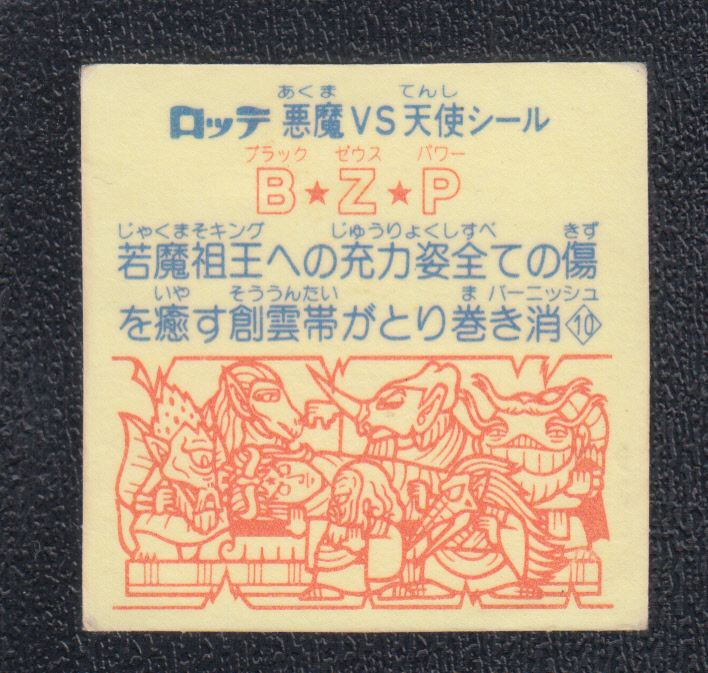 あくま てんし
ロッテ 悪魔VS天使シール
ブラック ゼウス パワー
B★Z★P
じゃくまそキング じゅうりょくしすべ きず
若魔祖王への充力姿全ての傷
いや そううんたい ま バーニッシュ
を癒す創雲帯がとり巻き消10